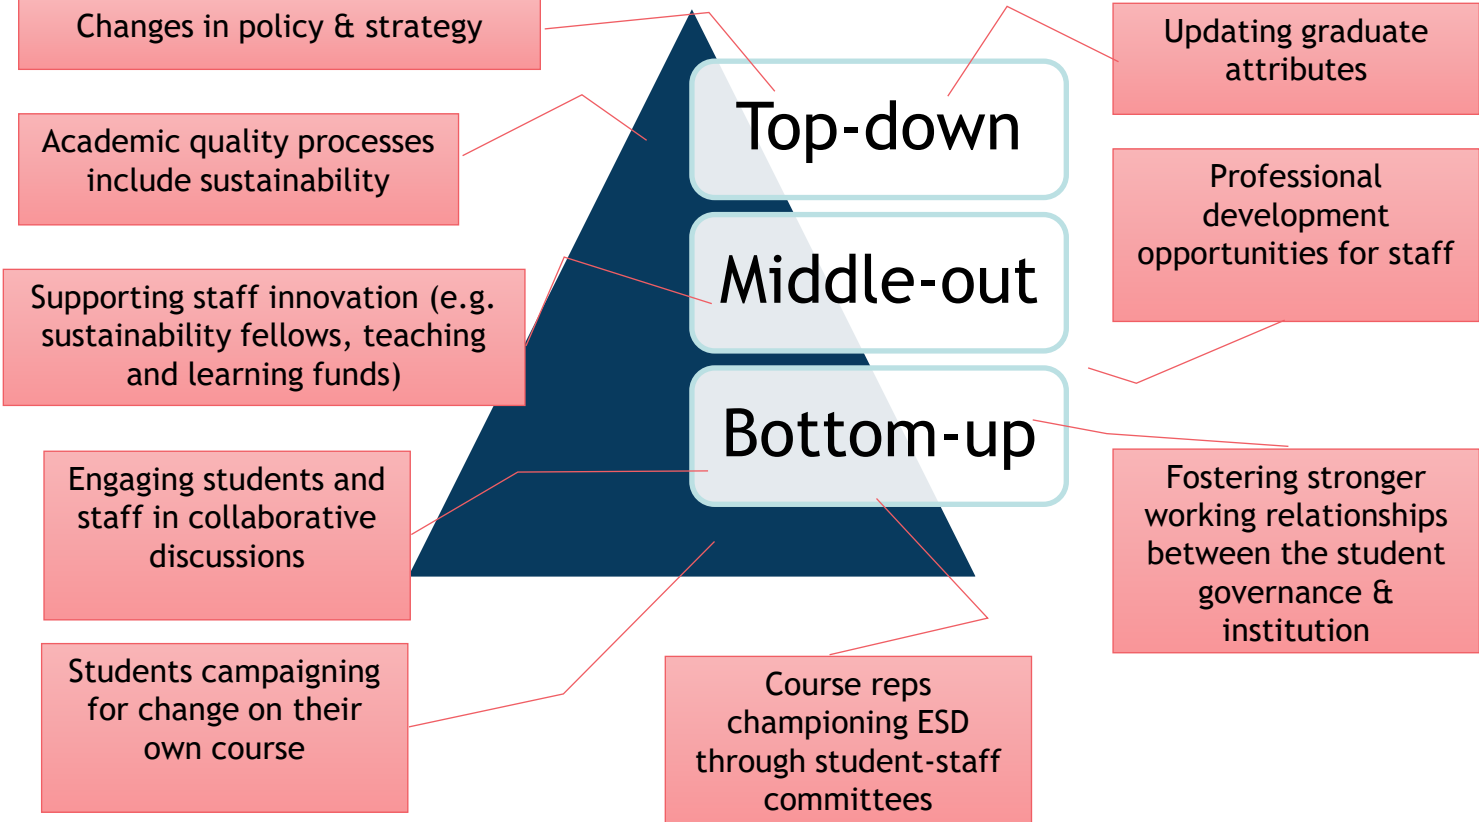 Changes in policy & strategy
Updating graduate
attributes
Top-down
Academic quality processes
include sustainability
Professional
development
opportunities for staff
Middle-out
Supporting staff innovation (e.g.
sustainability fellows, teaching
and learning funds)
Bottom-up
Engaging students and
staff in collaborative
discussions
Fostering stronger
working relationships
between the student
governance &
institution
Students campaigning
for change on their
own course
Course reps
championing ESD
through student-staff
committees